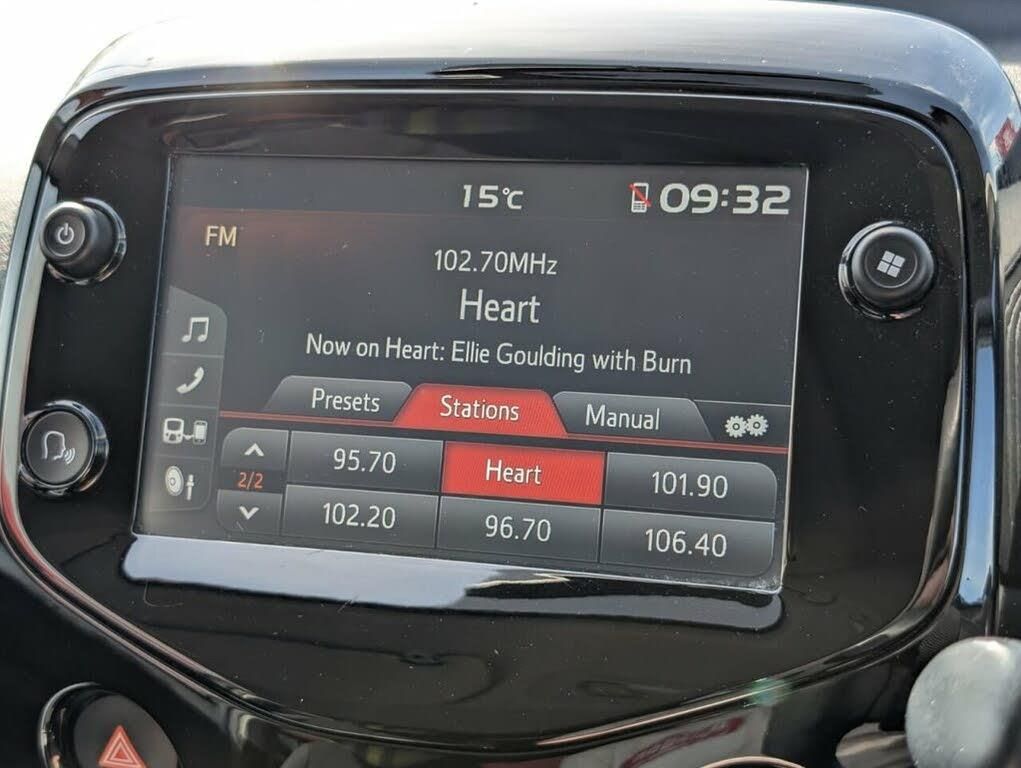 15°C 09:32
FM
102.70MHz
Heart
Now on Heart: Ellie Goulding with Burn
Presets Stations Manual
95.70 Heart 101.90
2/2
102.20 96.70 106.40